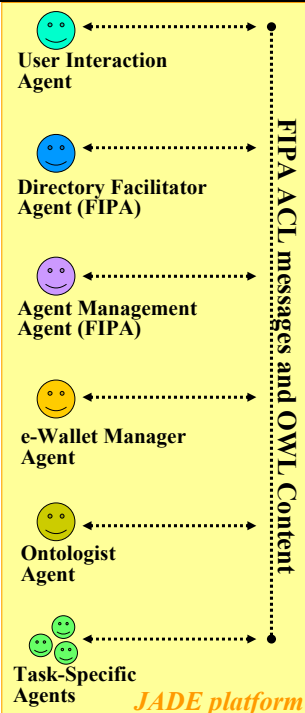 User Interaction
Agent
Directory Facilitator
Agent (FIPA)
Agent Management
Agent (FIPA)
e-Wallet Manager
Agent
Ontologist
Agent
Task-Specific
Agents
FIPA ACL messages and OWL Content
JADE platform